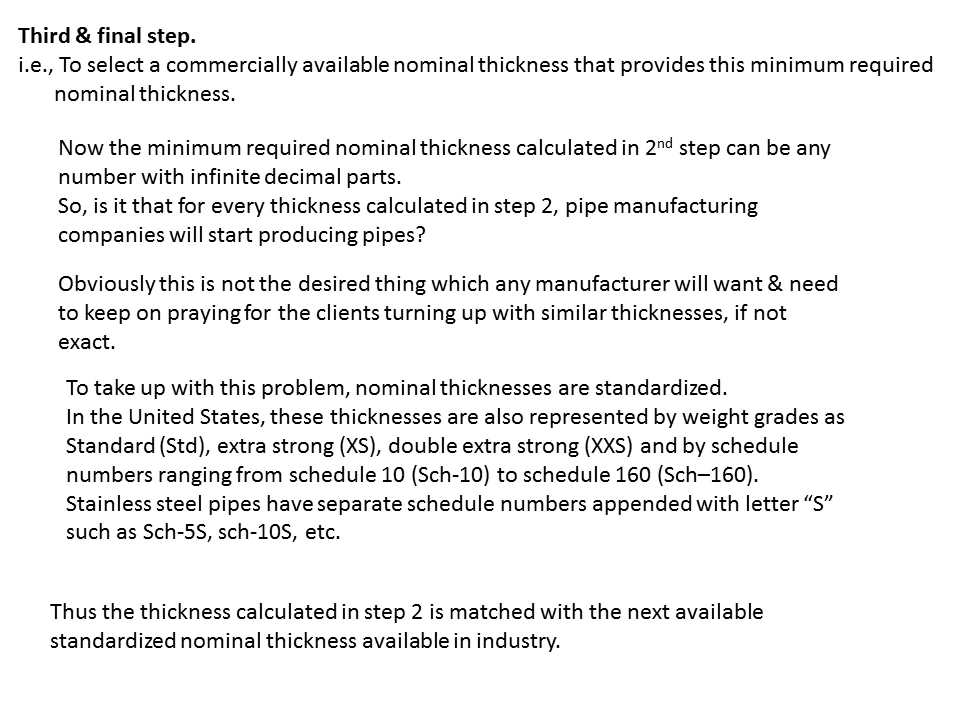 Third & final step.
i.e., To select a commercially available nominal thickness that provides this minimum required
nominal thickness.
Now the minimum required nominal thickness calculated in 2nd step can be any
number with infinite decimal parts.
So, is it that for every thickness calculated in step 2, pipe manufacturing
companies will start producing pipes?
Obviously this is not the desired thing which any manufacturer will want & need
to keep on praying for the clients turning up with similar thicknesses, if not
exact.
To take up with this problem, nominal thicknesses are standardized.
In the United States, these thicknesses are also represented by weight grades as
Standard (Std), extra strong (XS), double extra strong (XXS) and by schedule
numbers ranging from schedule 10 (Sch-10) to schedule 160 (Sch–160).
Stainless steel pipes have separate schedule numbers appended with letter “S”
such as Sch-5S, sch-10S, etc.
Thus the thickness calculated in step 2 is matched with the next available
standardized nominal thickness available in industry.